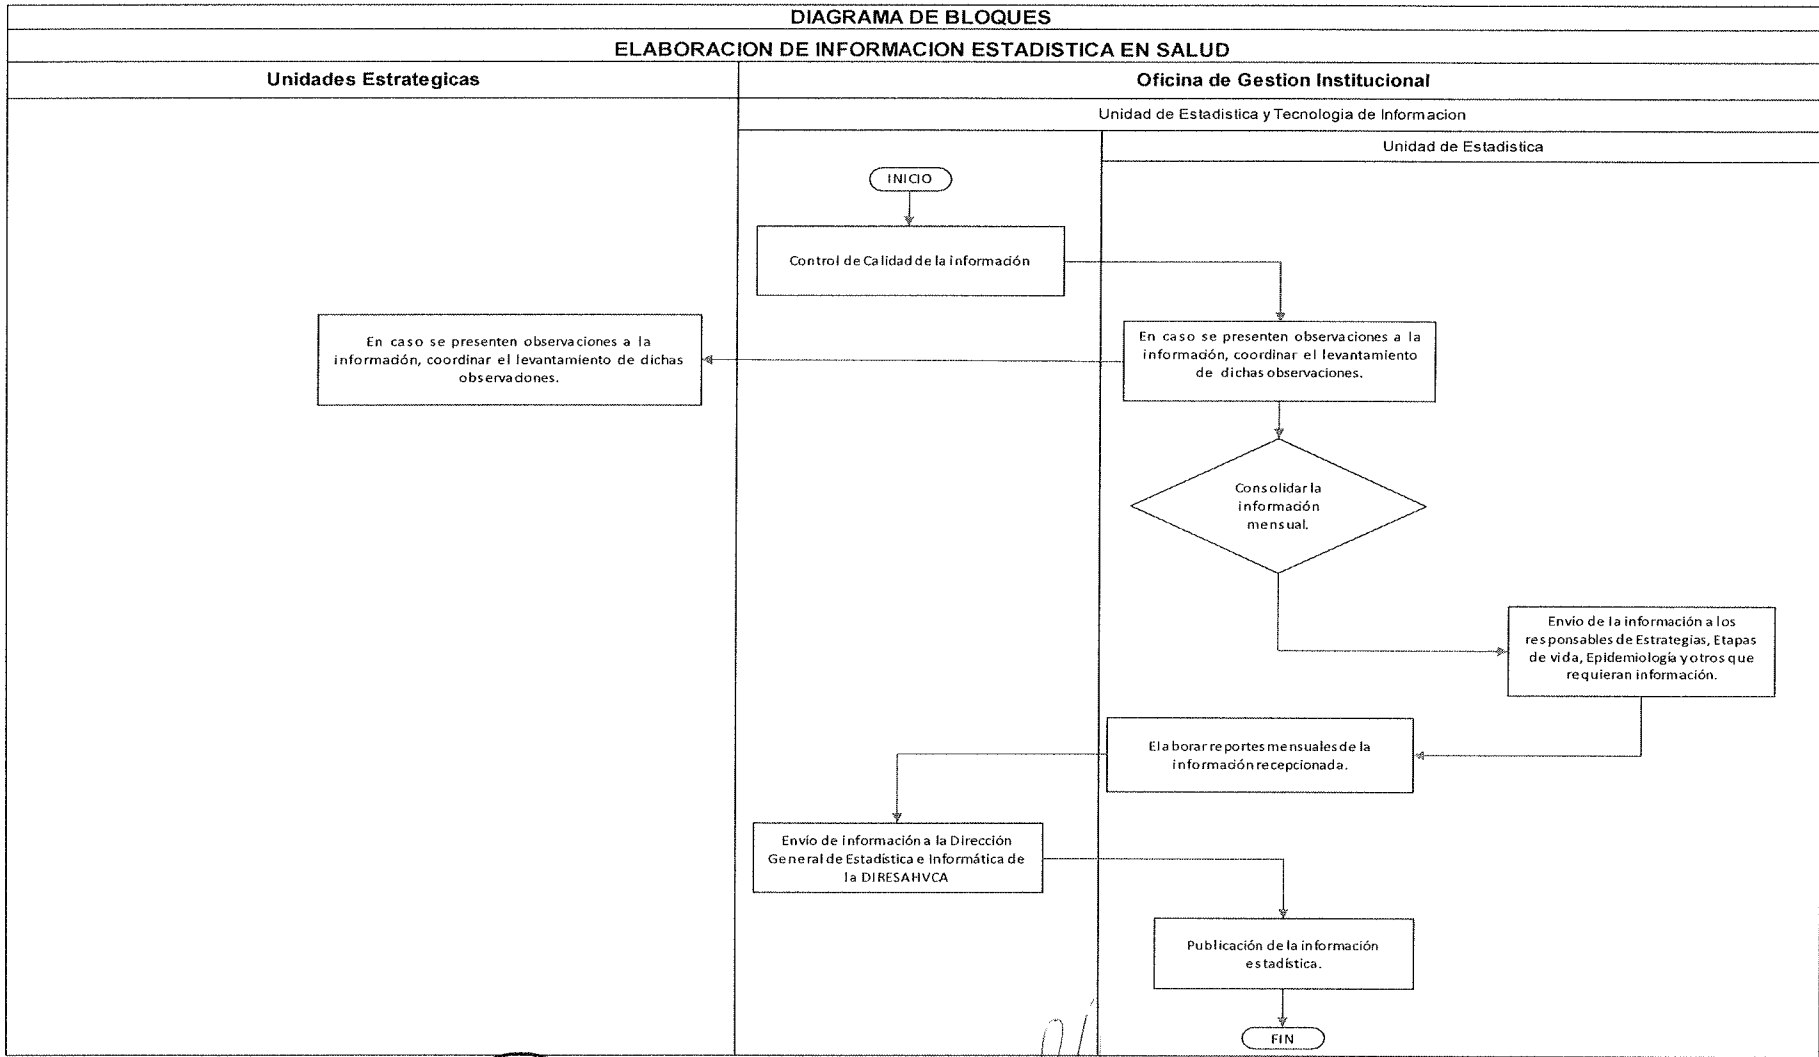 DIAGRAMA DE BLOQUES
ELABORACION DE INFORMACION ESTADISTICA EN SALUD
Unidades Estrategicas
Oficina de Gestion Institucional
Unidad de Estadistica y Tecnologia de Informacion
Unidad de Estadistica
INICIO
Control de Calidad de la información
En caso se presenten observaciones a la
información, coordinar el levantamiento de dichas
observaciones.
En caso se presenten observaciones a la
información, coordinar el levantamiento
de dichas observaciones.
Consolidar la
información
mensual.
Envio de la información a los
responsables de Estrategias, Etapas
de vida, Epidemiología y otros que
requieran información.
Elaborar reportes mensuales de la
información recepcionada.
Envío de información a la Dirección
General de Estadística e Informática de
la DIRESAHVCA
Publicación de la información
estadística.
FIN